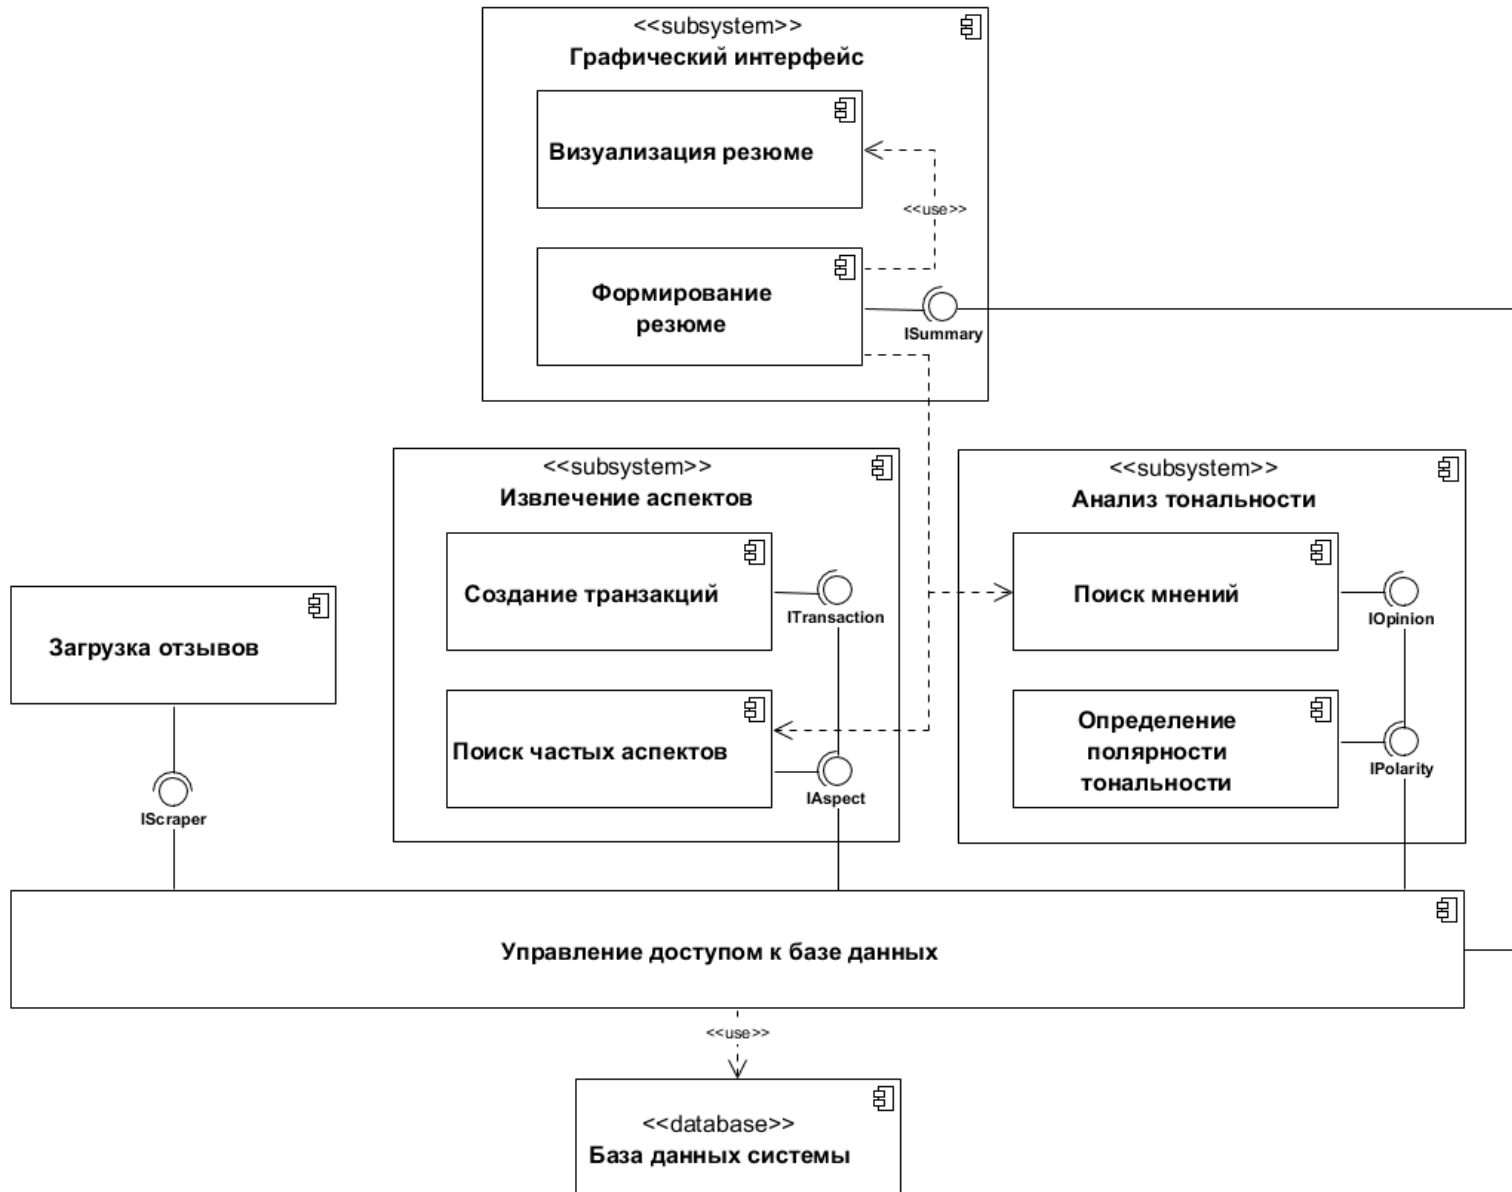 <<subsystem>>
Графический интерфейс
Визуализация резюме
<<use>>
Формирование
резюме
ISummary
<<subsystem>>
Извлечение аспектов
Создание транзакций
ITransaction
Поиск частых аспектов
IAspect
<<subsystem>>
Анализ тональности
Поиск мнений
IOpinion
Определение
полярности
тональности
IPolarity
Загрузка отзывов
IScraper
Управление доступом к базе данных
<<use>>
<<database>>
База данных системы